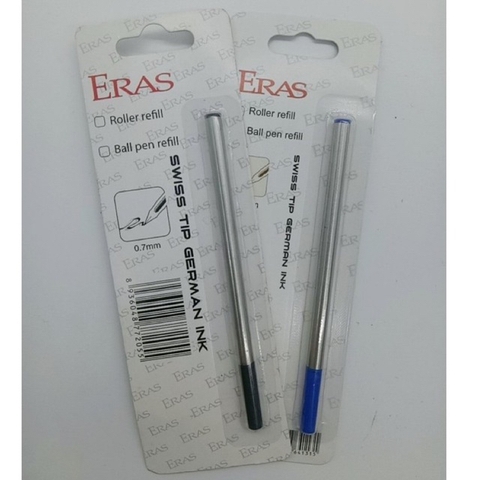 ERAS
Roller refill
Ball pen refill
0.7mm
SWISS TIP GERMAN INK
ERAS
Roller refill
Ball pen refill
SWISS TIP GERMAN INK